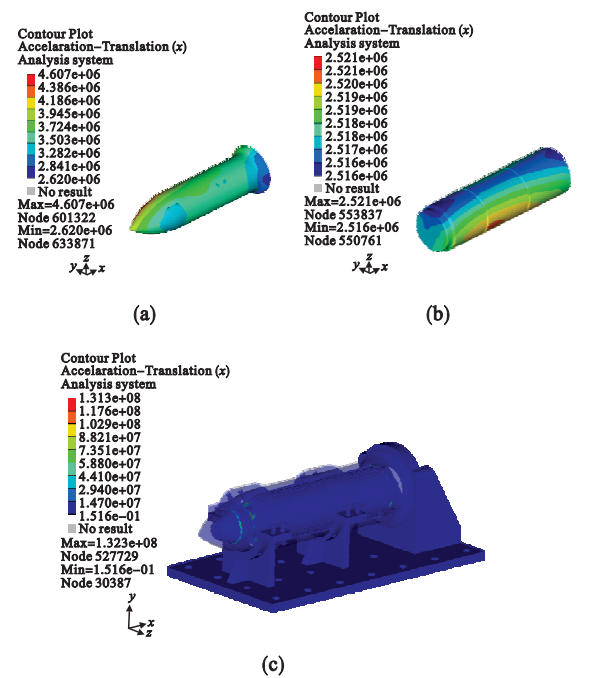 Contour Plot
Accelaration−Translation (x)
Analysis system
4.607e+06
4.386e+06
4.186e+06
3.945e+06
3.724e+06
3.503e+06
3.282e+06
2.841e+06
2.620e+06
No result
Max=4.607e+06
Node 601322
Min=2.620e+06
Node 633871
z
y x
(a)
Contour Plot
Accelaration−Translation (x)
Analysis system
2.521e+06
2.521e+06
2.520e+06
2.519e+06
2.519e+06
2.518e+06
2.517e+06
2.516e+06
2.516e+06
No result
Max=2.521e+06
Node 553837
Min=2.516e+06
Node 550761
z
y x
(b)
Contour Plot
Accelaration−Translation (x)
Analysis system
1.313e+08
1.176e+08
1.029e+08
8.821e+07
7.351e+07
5.880e+07
4.410e+07
2.940e+07
1.470e+07
1.516e−01
No result
Max=1.323e+08
Node 527729
Min=1.516e−01
Node 30387
y
x
z
(c)